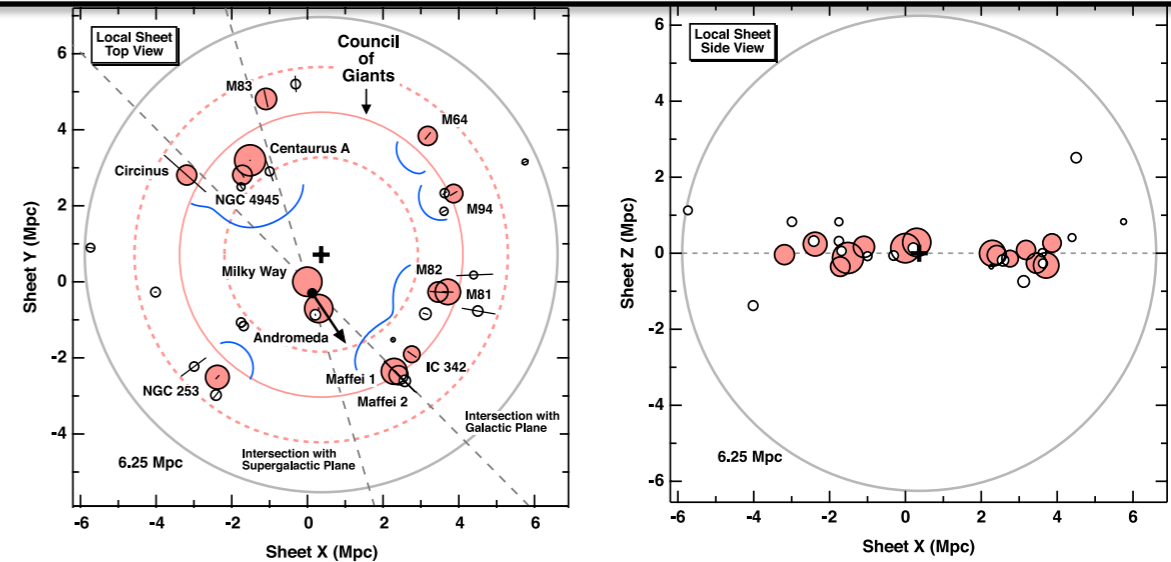 Local Sheet
Top View
Council
of
Giants
M83
M64
Centaurus A
Circinus
NGC 4945
M94
Milky Way
M82
M81
Andromeda
IC 342
Maffei 1
NGC 253
Maffei 2
Intersection with
Galactic Plane
Intersection with
Supergalactic Plane
6.25 Mpc
6
4
2
0
-2
-4
Sheet Y (Mpc)
-6 -4 -2 0 2 4 6
Sheet X (Mpc)
Local Sheet
Side View
6.25 Mpc
6
4
2
0
-2
-4
-6
Sheet Z (Mpc)
-6 -4 -2 0 2 4 6
Sheet X (Mpc)